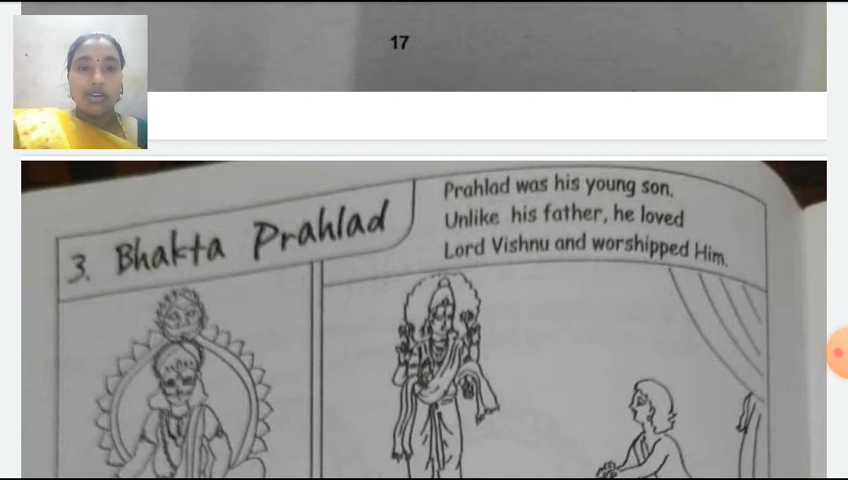 17
3. Bhakta Prahlad
Prahlad was his young son.
Unlike his father, he loved
Lord Vishnu and worshipped Him.